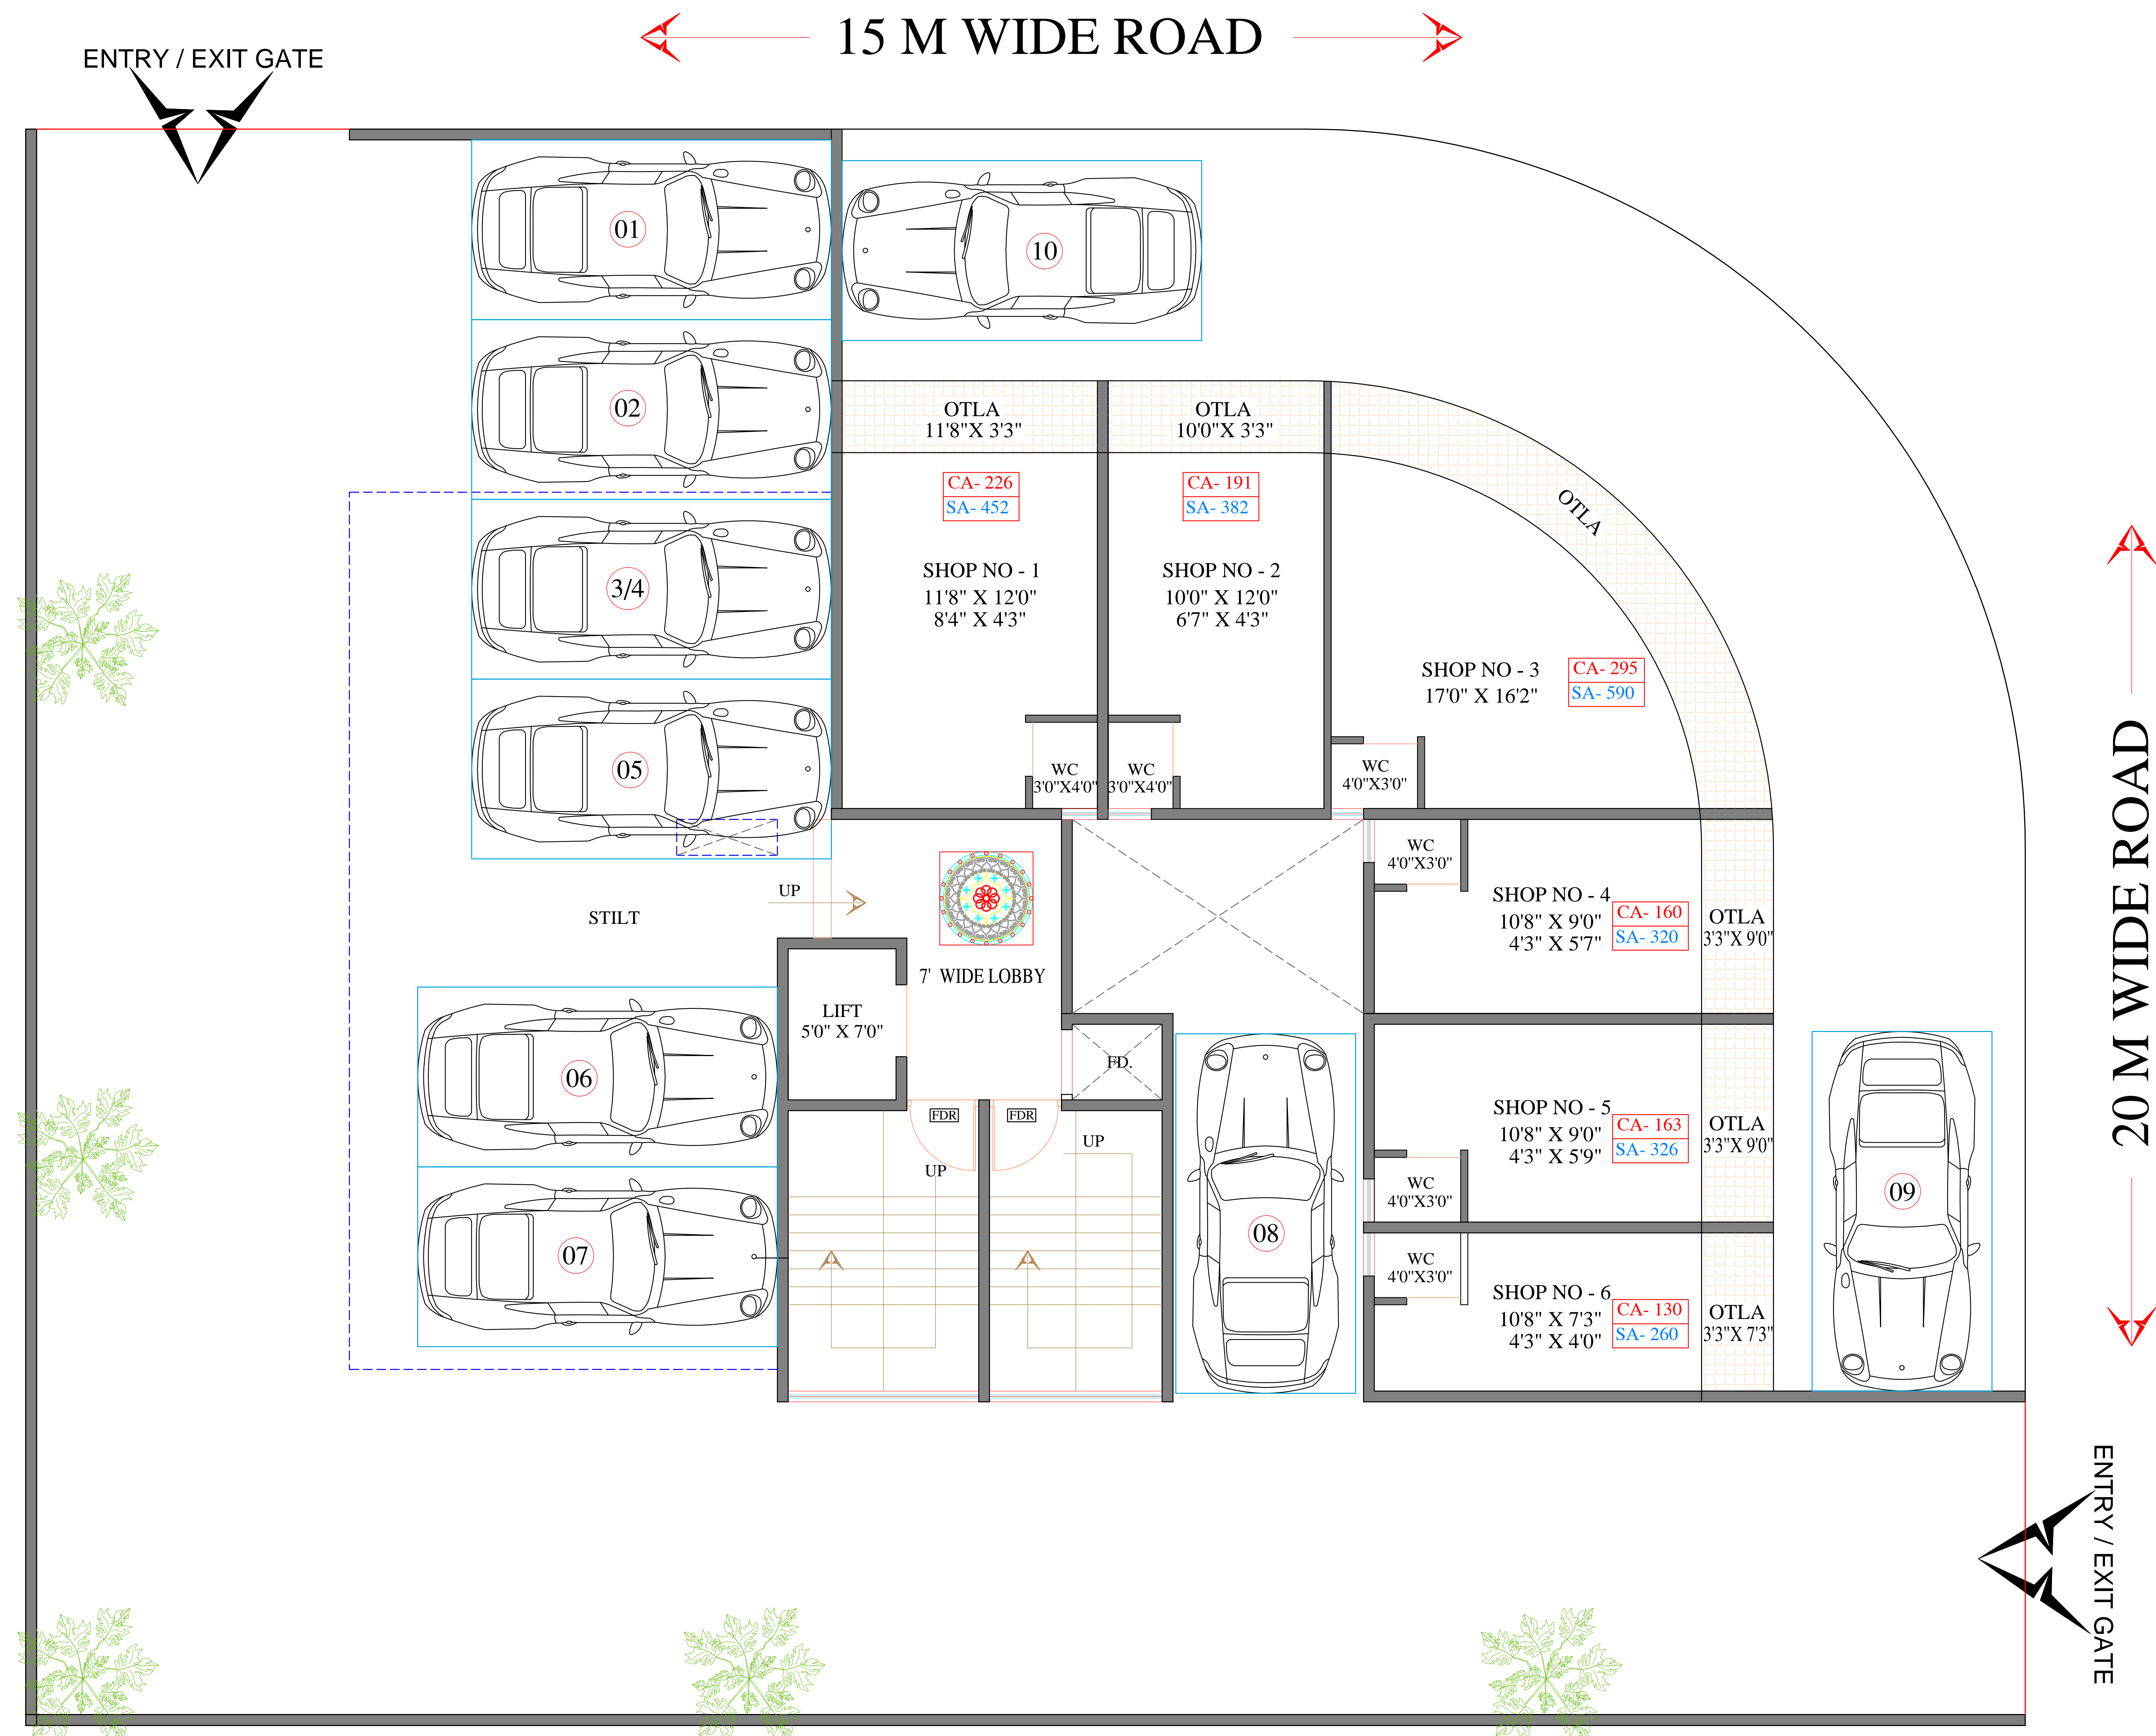 15 M WIDE ROAD
ENTRY / EXIT GATE
01
10
02
OTLA
11'8"X 3'3"
OTLA
10'0"X 3'3"
OTLA
CA- 226
SA- 452
CA- 191
SA- 382
3/4
SHOP NO - 1
11'8" X 12'0"
8'4" X 4'3"
SHOP NO - 2
10'0" X 12'0"
6'7" X 4'3"
SHOP NO - 3
17'0" X 16'2"
CA- 295
SA- 590
05
WC
3'0"X4'0"
WC
3'0"X4'0"
WC
4'0"X3'0"
20 M WIDE ROAD
WC
4'0"X3'0"
UP
STILT
SHOP NO - 4
10'8" X 9'0"
4'3" X 5'7"
CA- 160
SA- 320
OTLA
3'3"X 9'0"
7' WIDE LOBBY
LIFT
5'0" X 7'0"
FD.
06
FDR
FDR
UP
UP
SHOP NO - 5
10'8" X 9'0"
4'3" X 5'9"
CA- 163
SA- 326
OTLA
3'3"X 9'0"
WC
4'0"X3'0"
09
08
07
WC
4'0"X3'0"
SHOP NO - 6
10'8" X 7'3"
4'3" X 4'0"
CA- 130
SA- 260
OTLA
3'3"X 7'3"
ENTRY / EXIT GATE